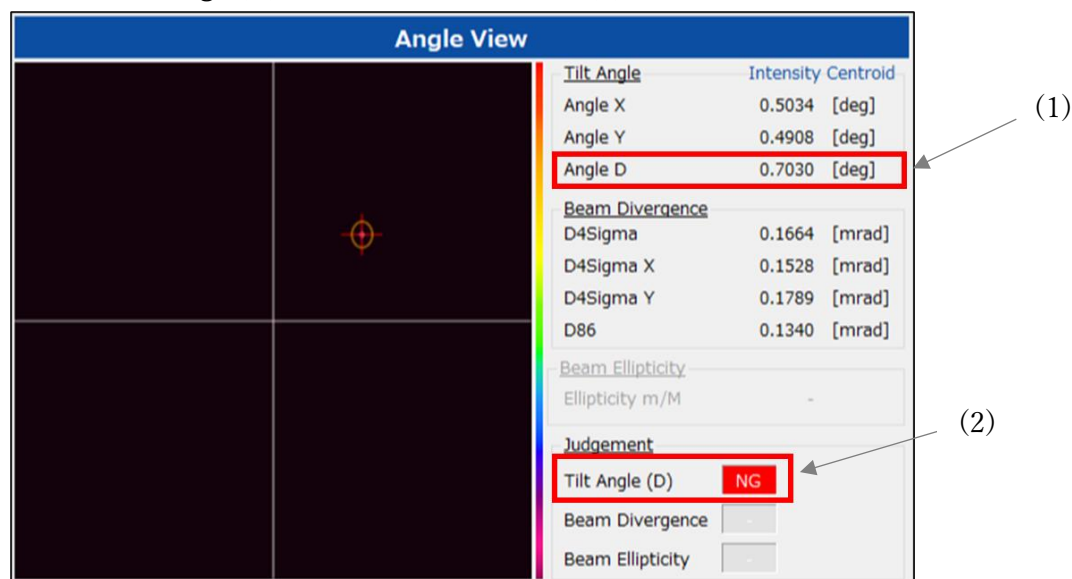 Angle View
Tilt Angle Intensity Centroid
Angle X 0.5034 [deg]
Angle Y 0.4908 [deg]
Angle D 0.7030 [deg]
(1)
Beam Divergence
D4Sigma 0.1664 [mrad]
D4Sigma X 0.1528 [mrad]
D4Sigma Y 0.1789 [mrad]
D86 0.1340 [mrad]
Beam Ellipticity
Ellipticity m/M -
(2)
Judgement
Tilt Angle (D) NG
Beam Divergence -
Beam Ellipticity -